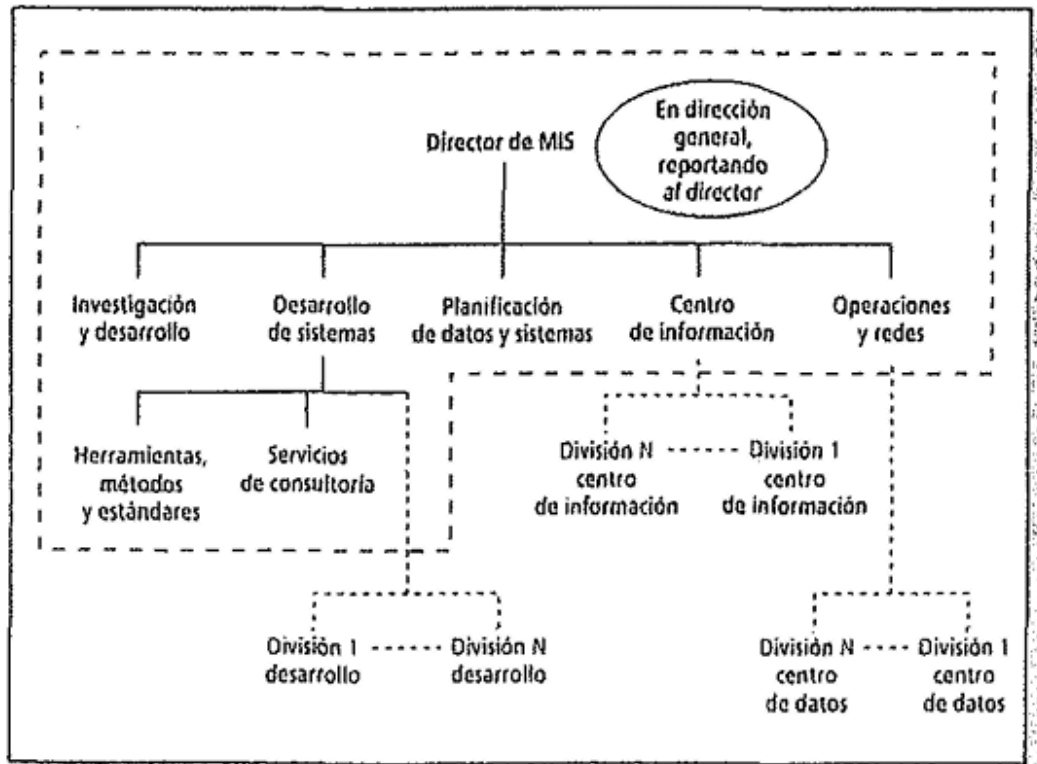 En dirección
general,
reportando
al director
Director de MIS
Investigación
y desarrollo
Desarrollo
de sistemas
Planificación
de datos y sistemas
Centro
de información
Operaciones
y redes
Herramientas,
métodos
y estándares
Servicios
de consultoría
División N
centro
de información
División 1
centro
de información
División 1
desarrollo
División N
desarrollo
División N
centro
de datos
División 1
centro
de datos